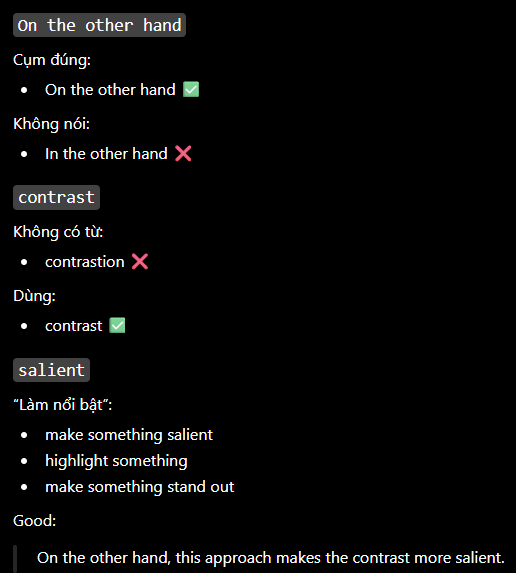 On the other hand
Cụm đúng:
• On the other hand ✅
Không nói:
• In the other hand ❌
contrast
Không có từ:
• contrastion ❌
Dùng:
• contrast ✅
salient
“Làm nổi bật”:
• make something salient
• highlight something
• make something stand out
Good:
On the other hand, this approach makes the contrast more salient.